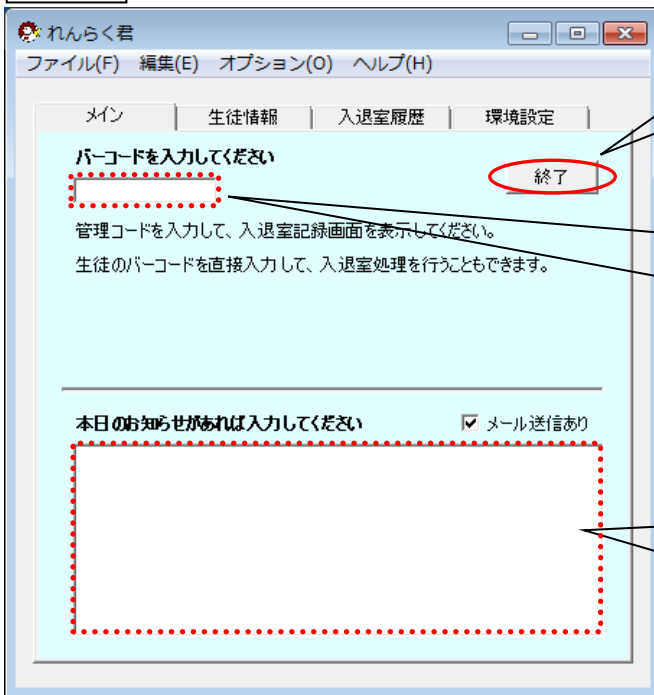 れんらく君
ファイル(F) 編集(E) オプション(O) ヘルプ(H)
メイン 生徒情報 入退室履歴 環境設定
バーコードを入力してください
終了
管理コードを入力して、入退室記録画面を表示してください。
生徒のバーコードを直接入力して、入退室処理を行うこともできます。
本日のお知らせがあれば入力してください メール送信あり